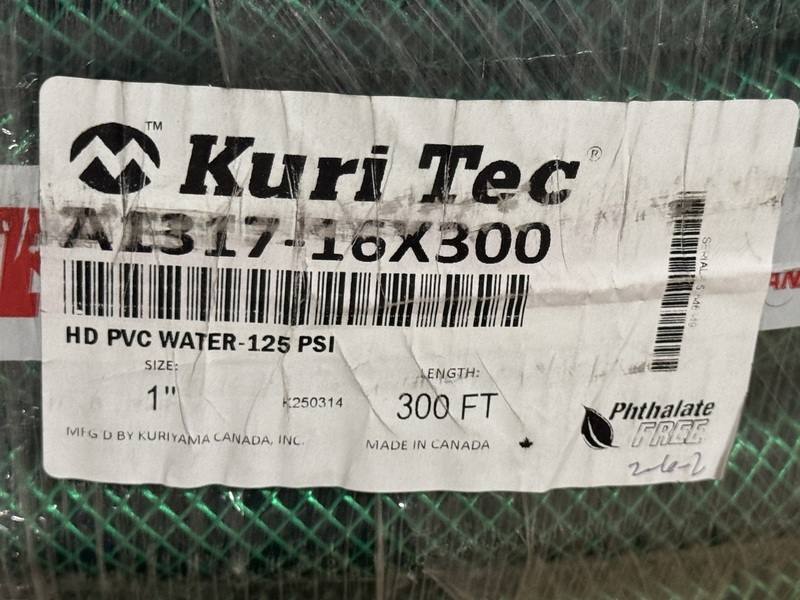 Kuri Tec®
A1317-16X300
HD PVC WATER-125 PSI
SIZE:
1"
K250314
LENGTH:
300 FT
MFG'D BY KURIYAMA CANADA, INC.
MADE IN CANADA
Phthalate
FREE